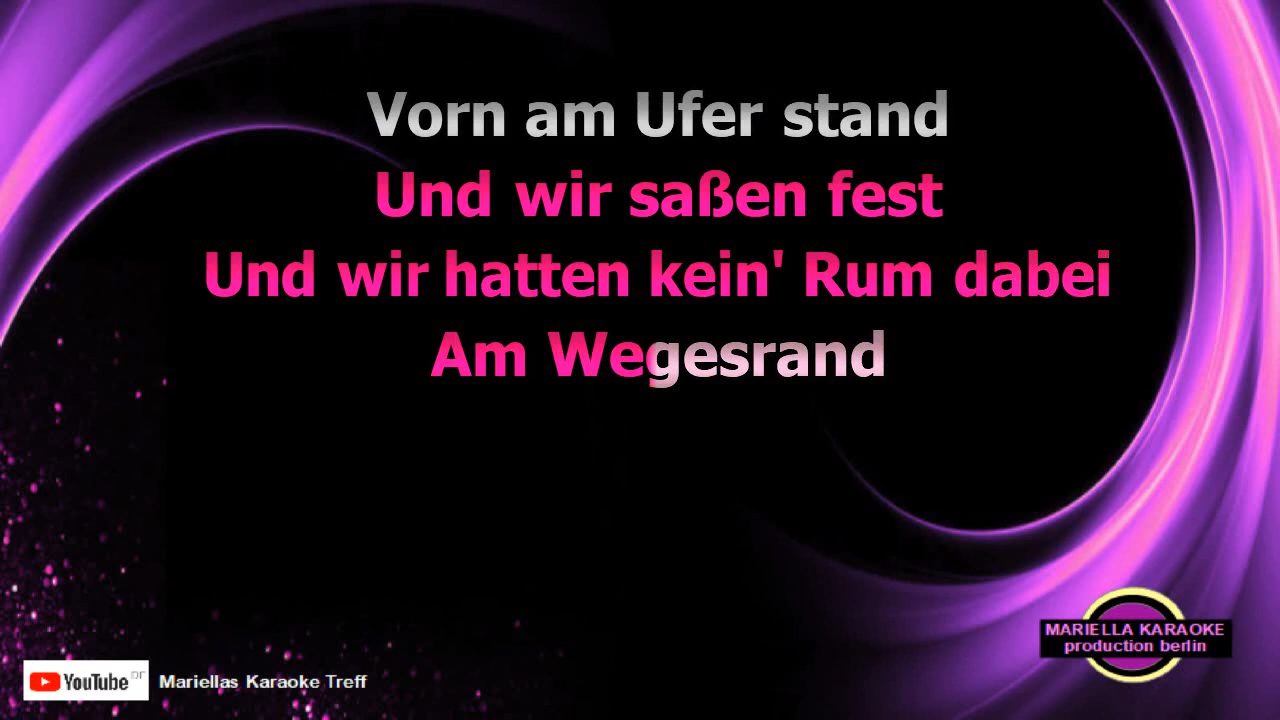 Vorn am Ufer stand
Und wir saßen fest
Und wir hatten kein' Rum dabei
Am Wegesrand
MARIELLA KARAOKE
production berlin
YouTube DE
Mariellas Karaoke Treff